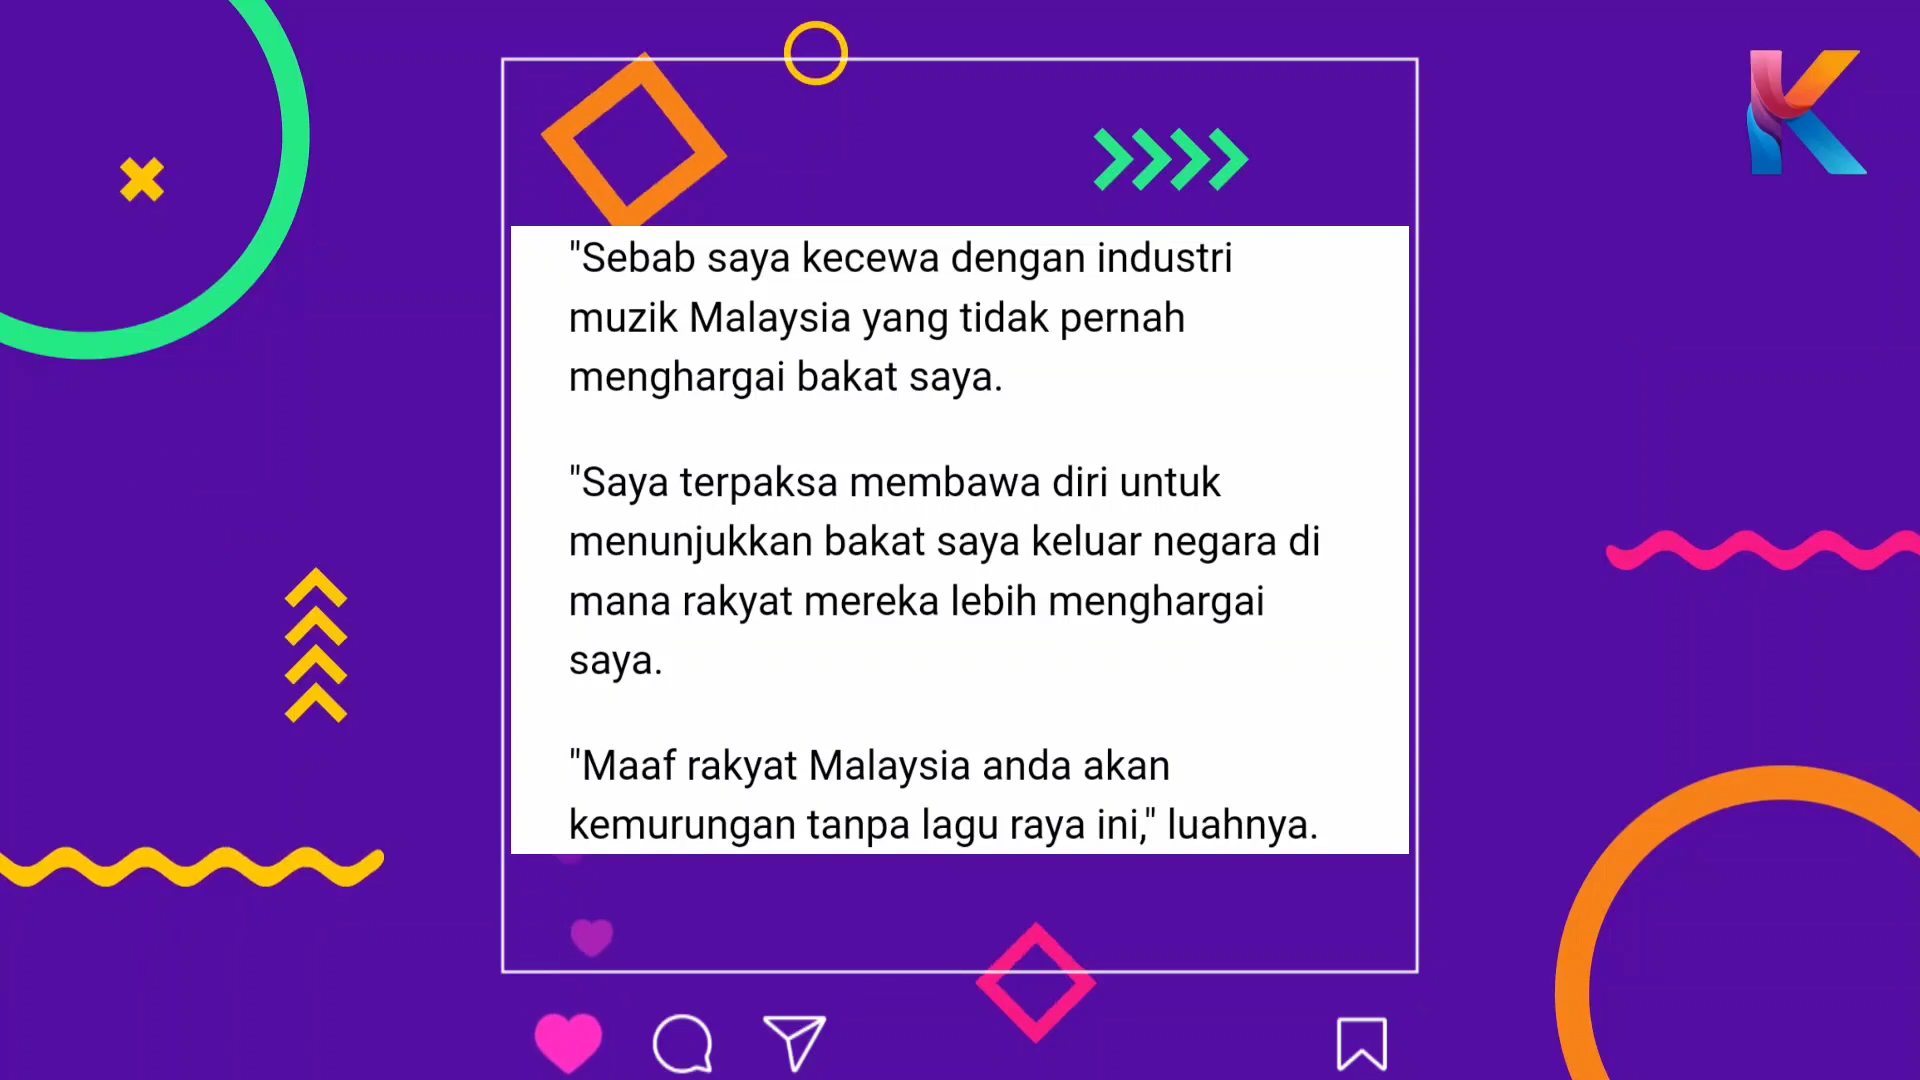 "Sebab saya kecewa dengan industri
muzik Malaysia yang tidak pernah
menghargai bakat saya.
"Saya terpaksa membawa diri untuk
menunjukkan bakat saya keluar negara di
mana rakyat mereka lebih menghargai
saya.
"Maaf rakyat Malaysia anda akan
kemurungan tanpa lagu raya ini," luahnya.
K